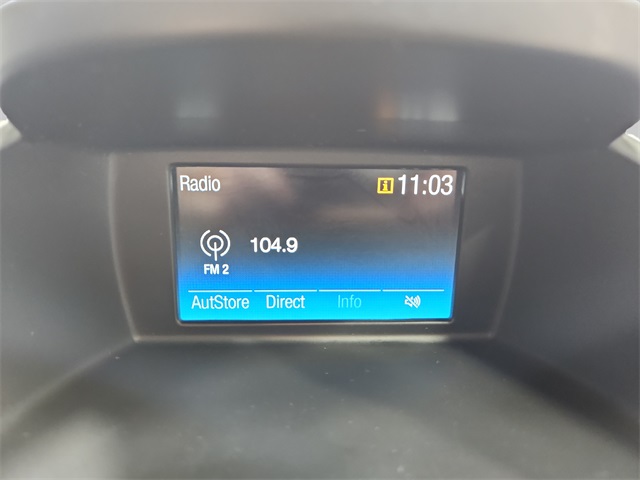 Radio i 11:03
104.9
FM 2
AutStore Direct Info